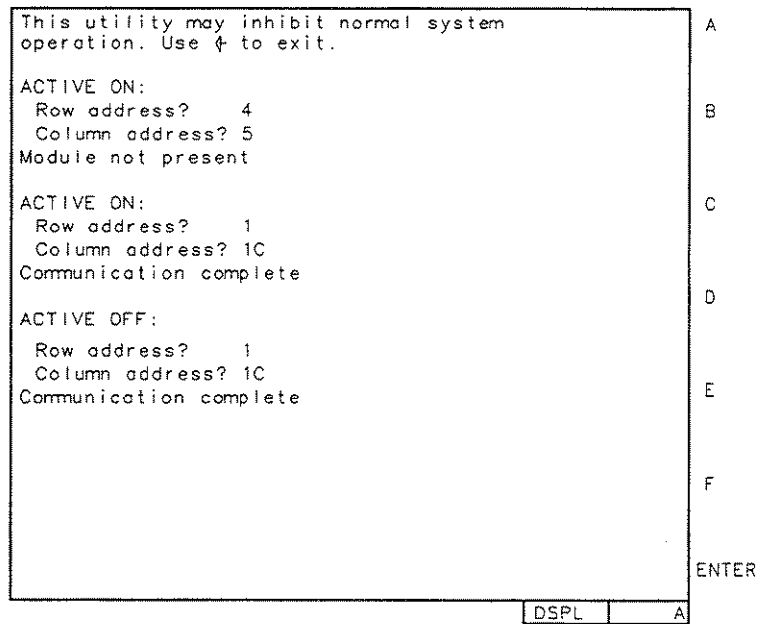 This utility may inhibit normal system
operation. Use ⎆ to exit.
ACTIVE ON:
Row address? 4
Column address? 5
Module not present
ACTIVE ON:
Row address? 1
Column address? 1C
Communication complete
ACTIVE OFF:
Row address? 1
Column address? 1C
Communication complete
A
B
C
D
E
F
ENTER
DSPL A